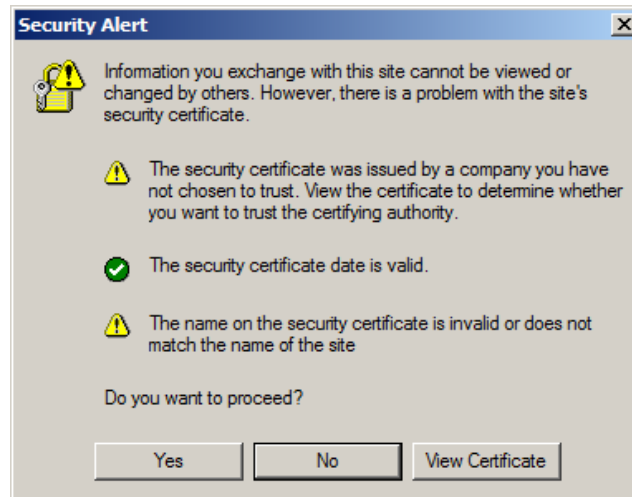 Security Alert
Information you exchange with this site cannot be viewed or
changed by others. However, there is a problem with the site's
security certificate.
The security certificate was issued by a company you have
not chosen to trust. View the certificate to determine whether
you want to trust the certifying authority.
The security certificate date is valid.
The name on the security certificate is invalid or does not
match the name of the site
Do you want to proceed?
Yes No View Certificate